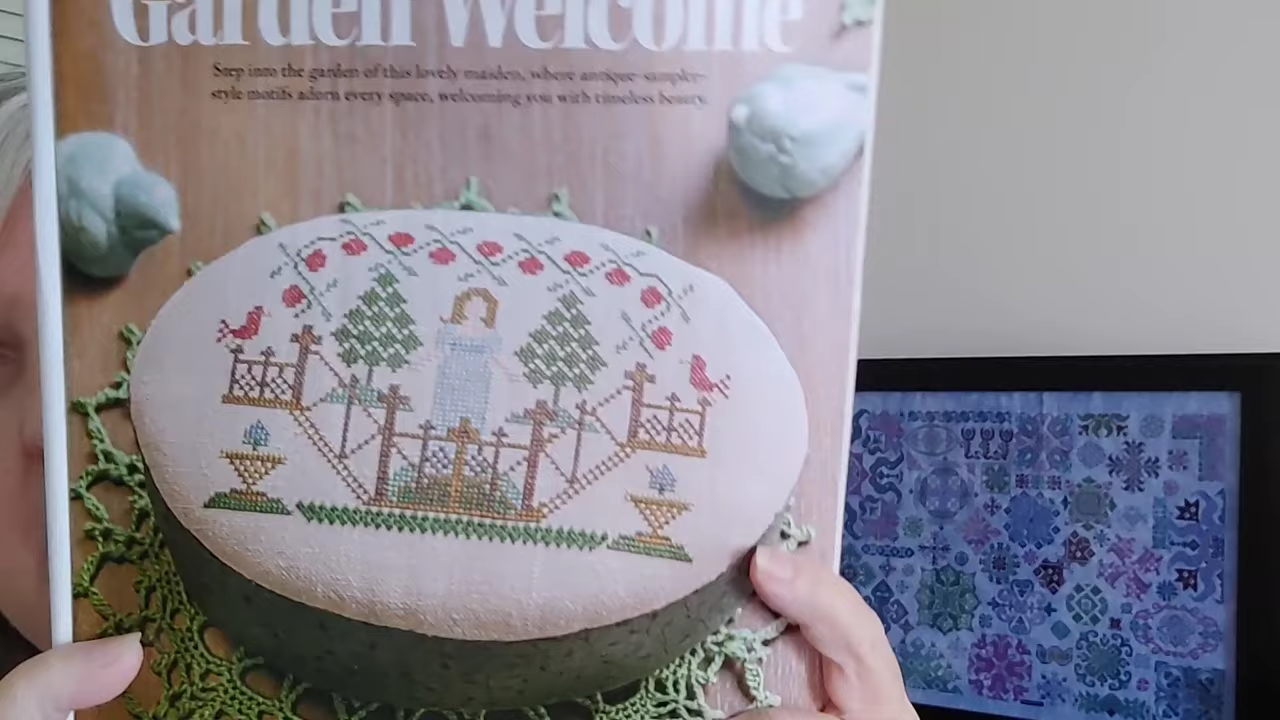 Garden Welcome
Step into the garden of this lovely maiden, where antique-sampler-
style motifs adorn every space, welcoming you with timeless beauty.